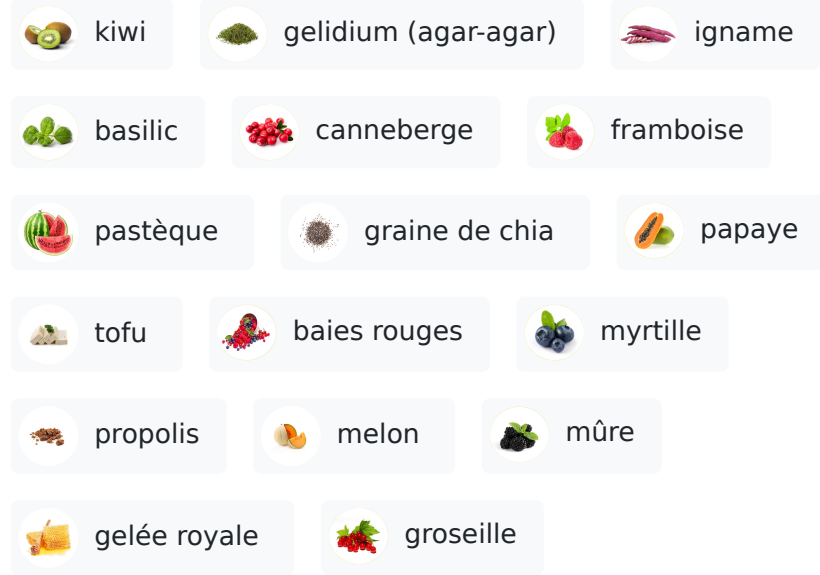 kiwi gelidium (agar-agar) igname
basilic canneberge framboise
pastèque graine de chia papaye
tofu baies rouges myrtille
propolis melon mûre
gelée royale groseille